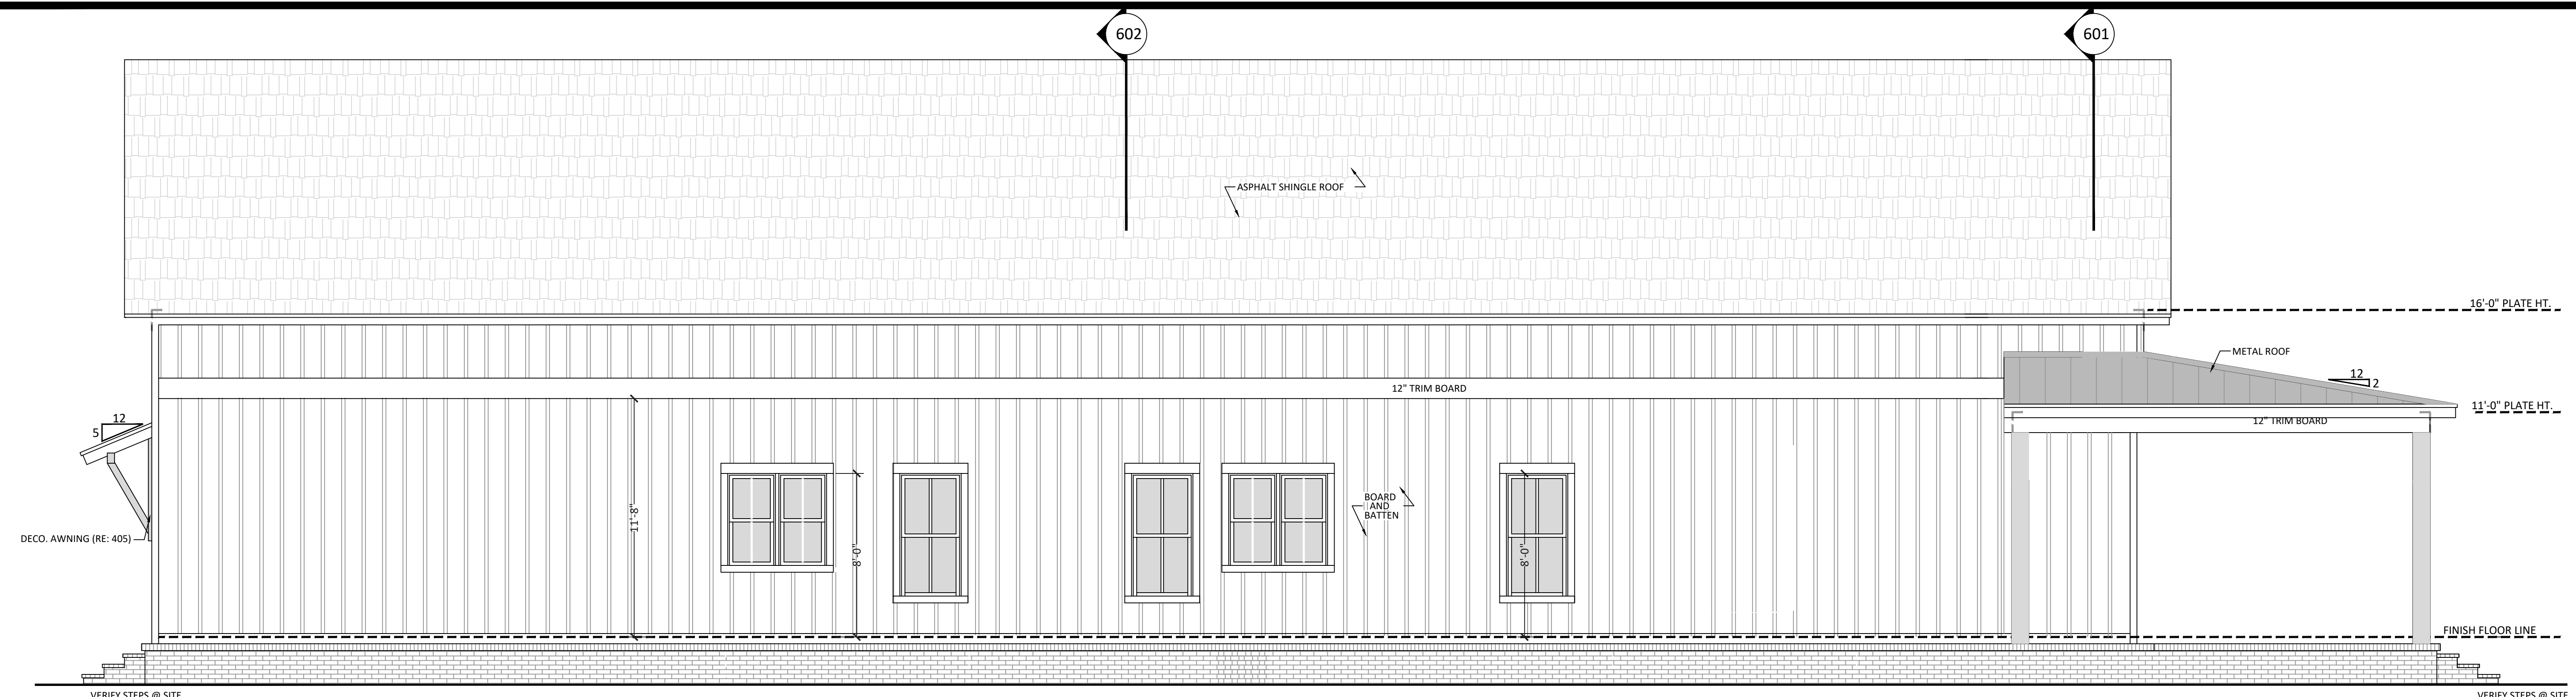 602
601
ASPHALT SHINGLE ROOF
16'-0" PLATE HT.
METAL ROOF
12
2
12" TRIM BOARD
11'-0" PLATE HT.
12" TRIM BOARD
12
5
BOARD
AND
BATTEN
11'-8"
8'-0"
8'-0"
DECO. AWNING (RE: 405)
FINISH FLOOR LINE
VERIFY STEPS @ SITE
VERIFY STEPS @ SITE